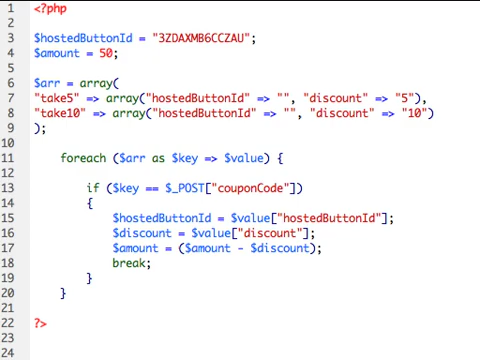 1 <?php
2
3 $hostedButtonId = "3ZDAXMB6CCZAU";
4 $amount = 50;
5
6 $arr = array(
7 "take5" => array("hostedButtonId" => "", "discount" => "5"),
8 "take10" => array("hostedButtonId" => "", "discount" => "10")
9 );
10
11 foreach ($arr as $key => $value) {
12
13 if ($key == $_POST["couponCode"])
14 {
15 $hostedButtonId = $value["hostedButtonId"];
16 $discount = $value["discount"];
17 $amount = ($amount - $discount);
18 break;
19 }
20 }
21
22 ?>
23
24